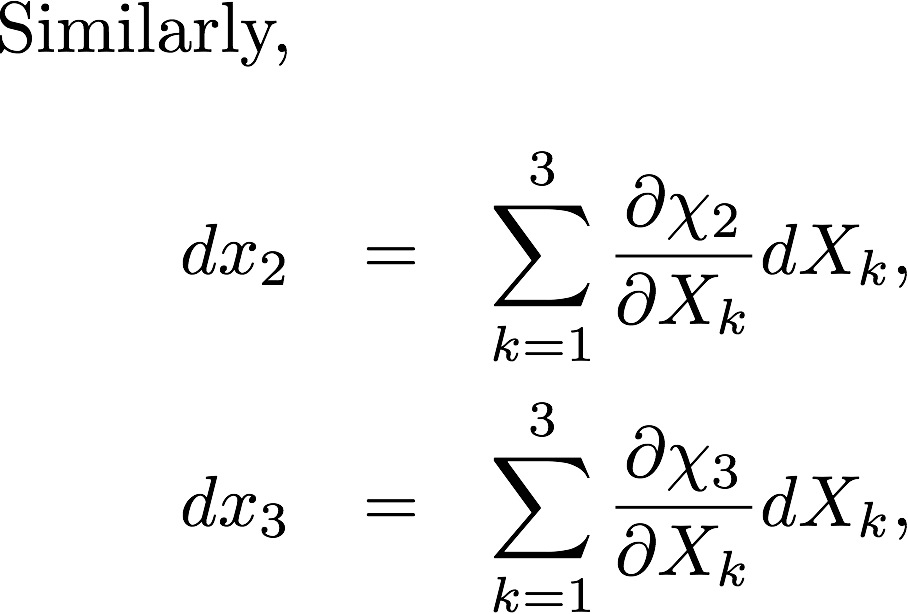 Similarly,
$dx_2 = \sum_{k=1}^{3} \frac{\partial \chi_2}{\partial X_k} dX_k,$
$dx_3 = \sum_{k=1}^{3} \frac{\partial \chi_3}{\partial X_k} dX_k,$